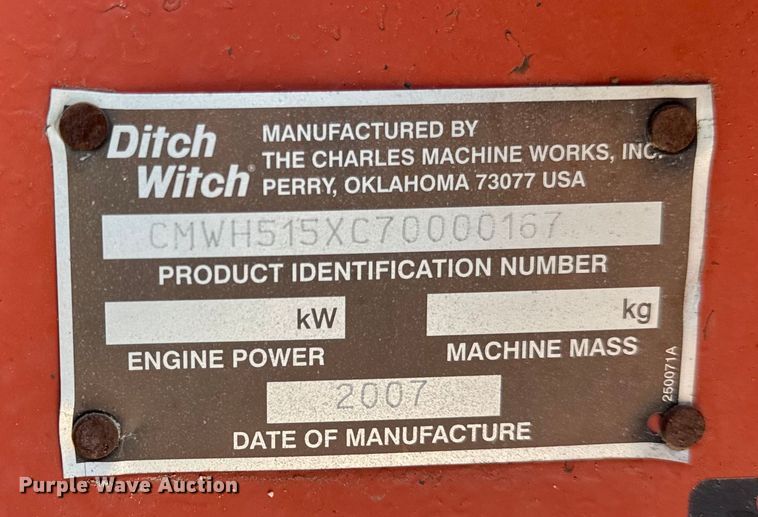 Ditch Witch®
MANUFACTURED BY
THE CHARLES MACHINE WORKS, INC.
PERRY, OKLAHOMA 73077 USA
CMWH515XC70000167
PRODUCT IDENTIFICATION NUMBER
kW
kg
ENGINE POWER
MACHINE MASS
2007
DATE OF MANUFACTURE
250071A
Purple Wave Auction